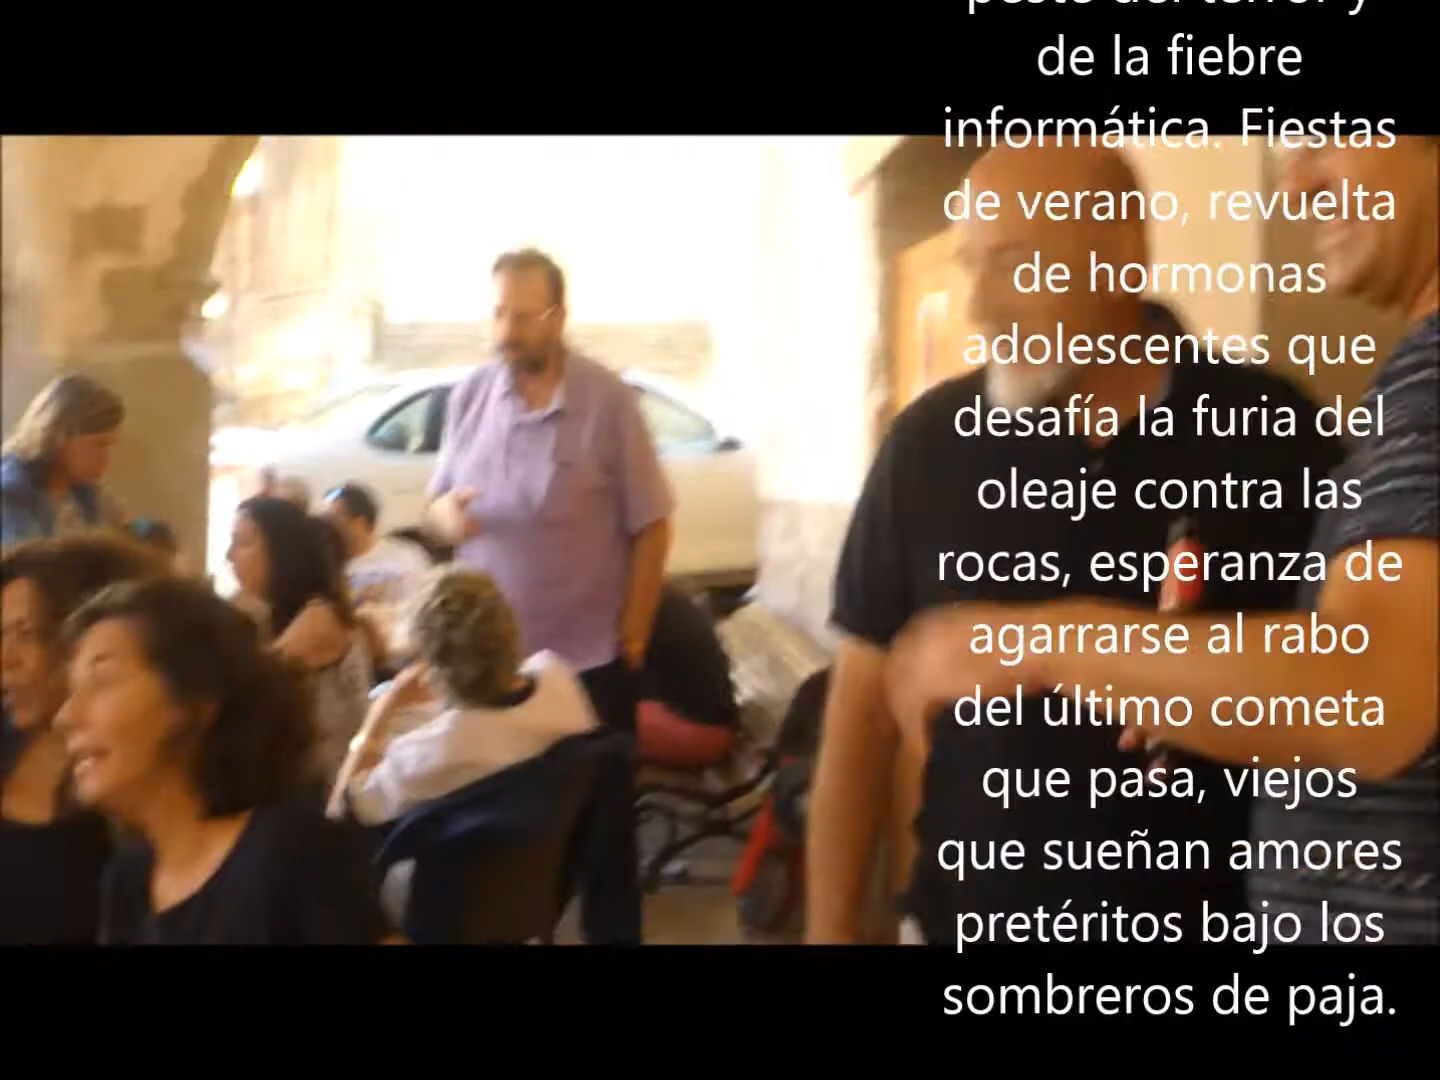 de la fiebre
informática. Fiestas
de verano, revuelta
de hormonas
adolescentes que
desafía la furia del
oleaje contra las
rocas, esperanza de
agarrarse al rabo
del último cometa
que pasa, viejos
que sueñan amores
pretéritos bajo los
sombreros de paja.